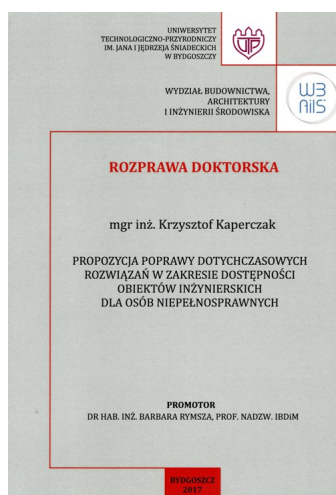 UNIWERSYTET
TECHNOLOGICZNO-PRZYRODNICZY
IM. JANA I JĘDRZEJA ŚNIADECKICH
W BYDGOSZCZY
WYDZIAŁ BUDOWNICTWA,
ARCHITEKTURY
I INŻYNIERII ŚRODOWISKA
WB
AiIS
ROZPRAWA DOKTORSKA
mgr inż. Krzysztof Kaperczak
PROPOZYCJA POPRAWY DOTYCHCZASOWYCH
ROZWIĄZAŃ W ZAKRESIE DOSTĘPNOŚCI
OBIEKTÓW INŻYNIERSKICH
DLA OSÓB NIEPEŁNOSPRAWNYCH
PROMOTOR
DR HAB. INŻ. BARBARA RYMSZA, PROF. NADZW. IBDiM
BYDGOSZCZ
2017